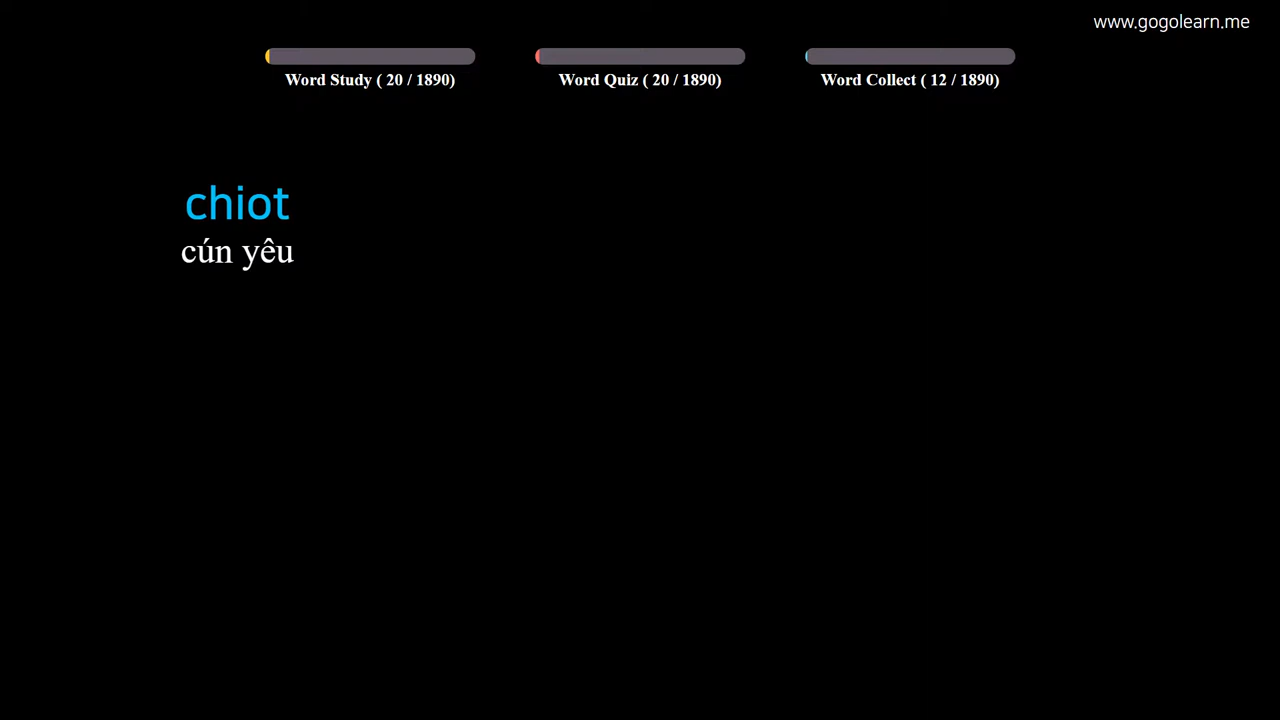 www.gogolearn.me
Word Study ( 20 / 1890)
Word Quiz ( 20 / 1890)
Word Collect ( 12 / 1890)
chiot
cún yêu